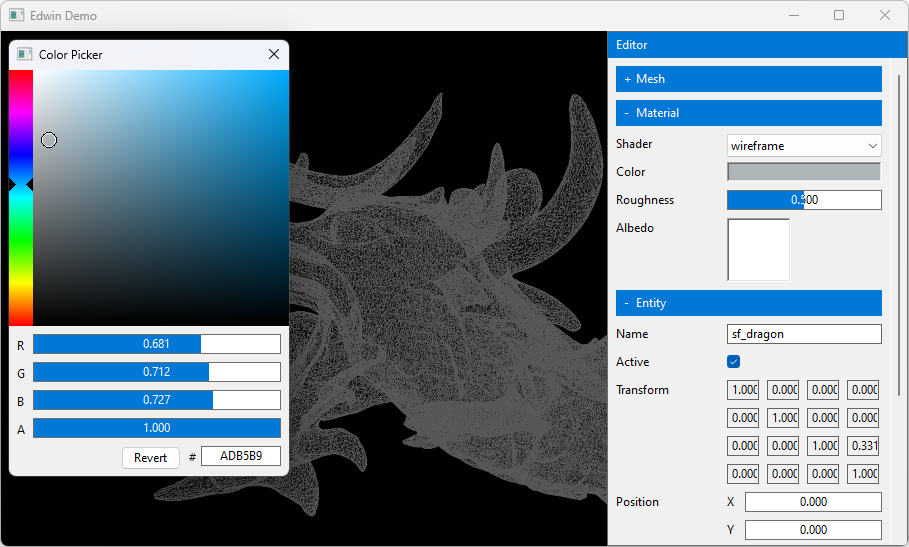 Edwin Demo
Color Picker
R 0.681
G 0.712
B 0.727
A 1.000
Revert # ADB5B9
Editor
+ Mesh
- Material
Shader wireframe
Color
Roughness 0.500
Albedo
- Entity
Name sf_dragon
Active
Transform 1.000 0.000 0.000 0.000
0.000 1.000 0.000 0.000
0.000 0.000 1.000 0.331
0.000 0.000 0.000 1.000
Position X 0.000
Y 0.000